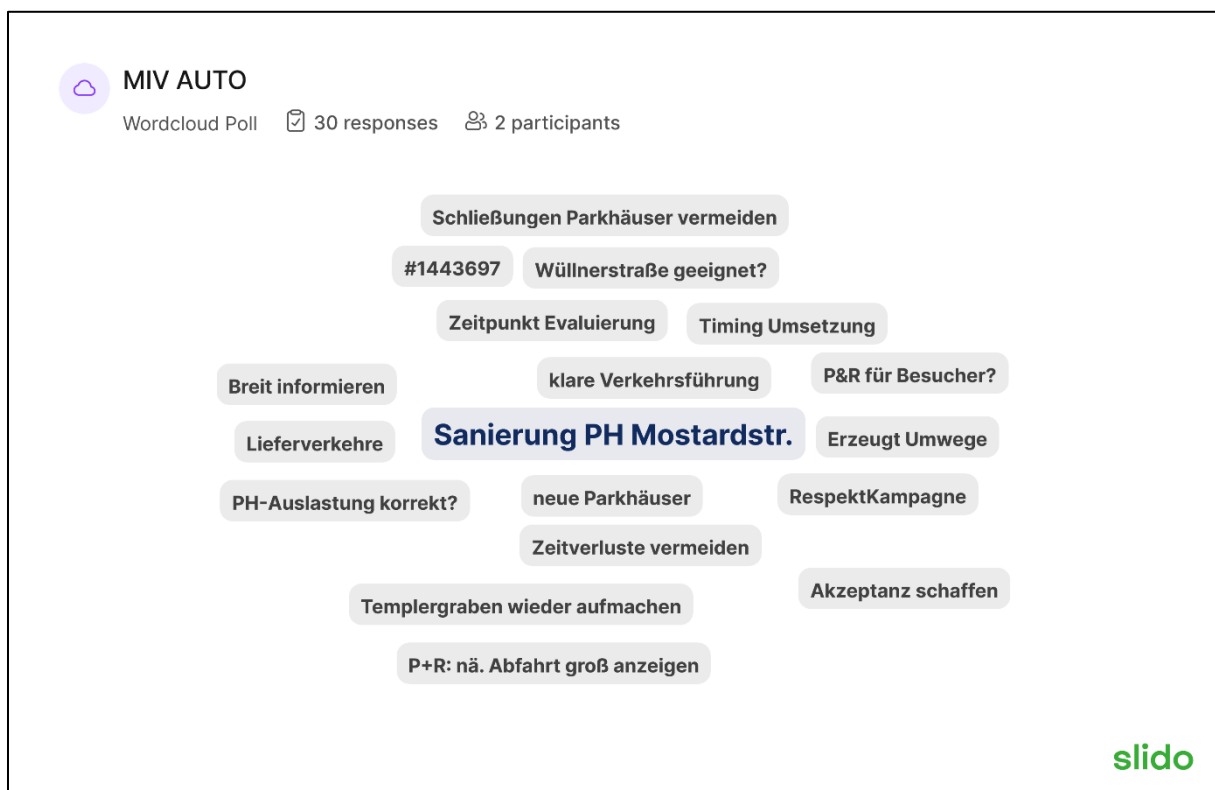 MIV AUTO
Wordcloud Poll 30 responses 2 participants
Schließungen Parkhäuser vermeiden
#1443697 Wüllnerstraße geeignet?
Zeitpunkt Evaluierung Timing Umsetzung
Breit informieren klare Verkehrsführung P&R für Besucher?
Lieferverkehre Sanierung PH Mostardstr. Erzeugt Umwege
PH-Auslastung korrekt? neue Parkhäuser RespektKampagne
Zeitverluste vermeiden
Templergraben wieder aufmachen Akzeptanz schaffen
P+R: nä. Abfahrt groß anzeigen
slido